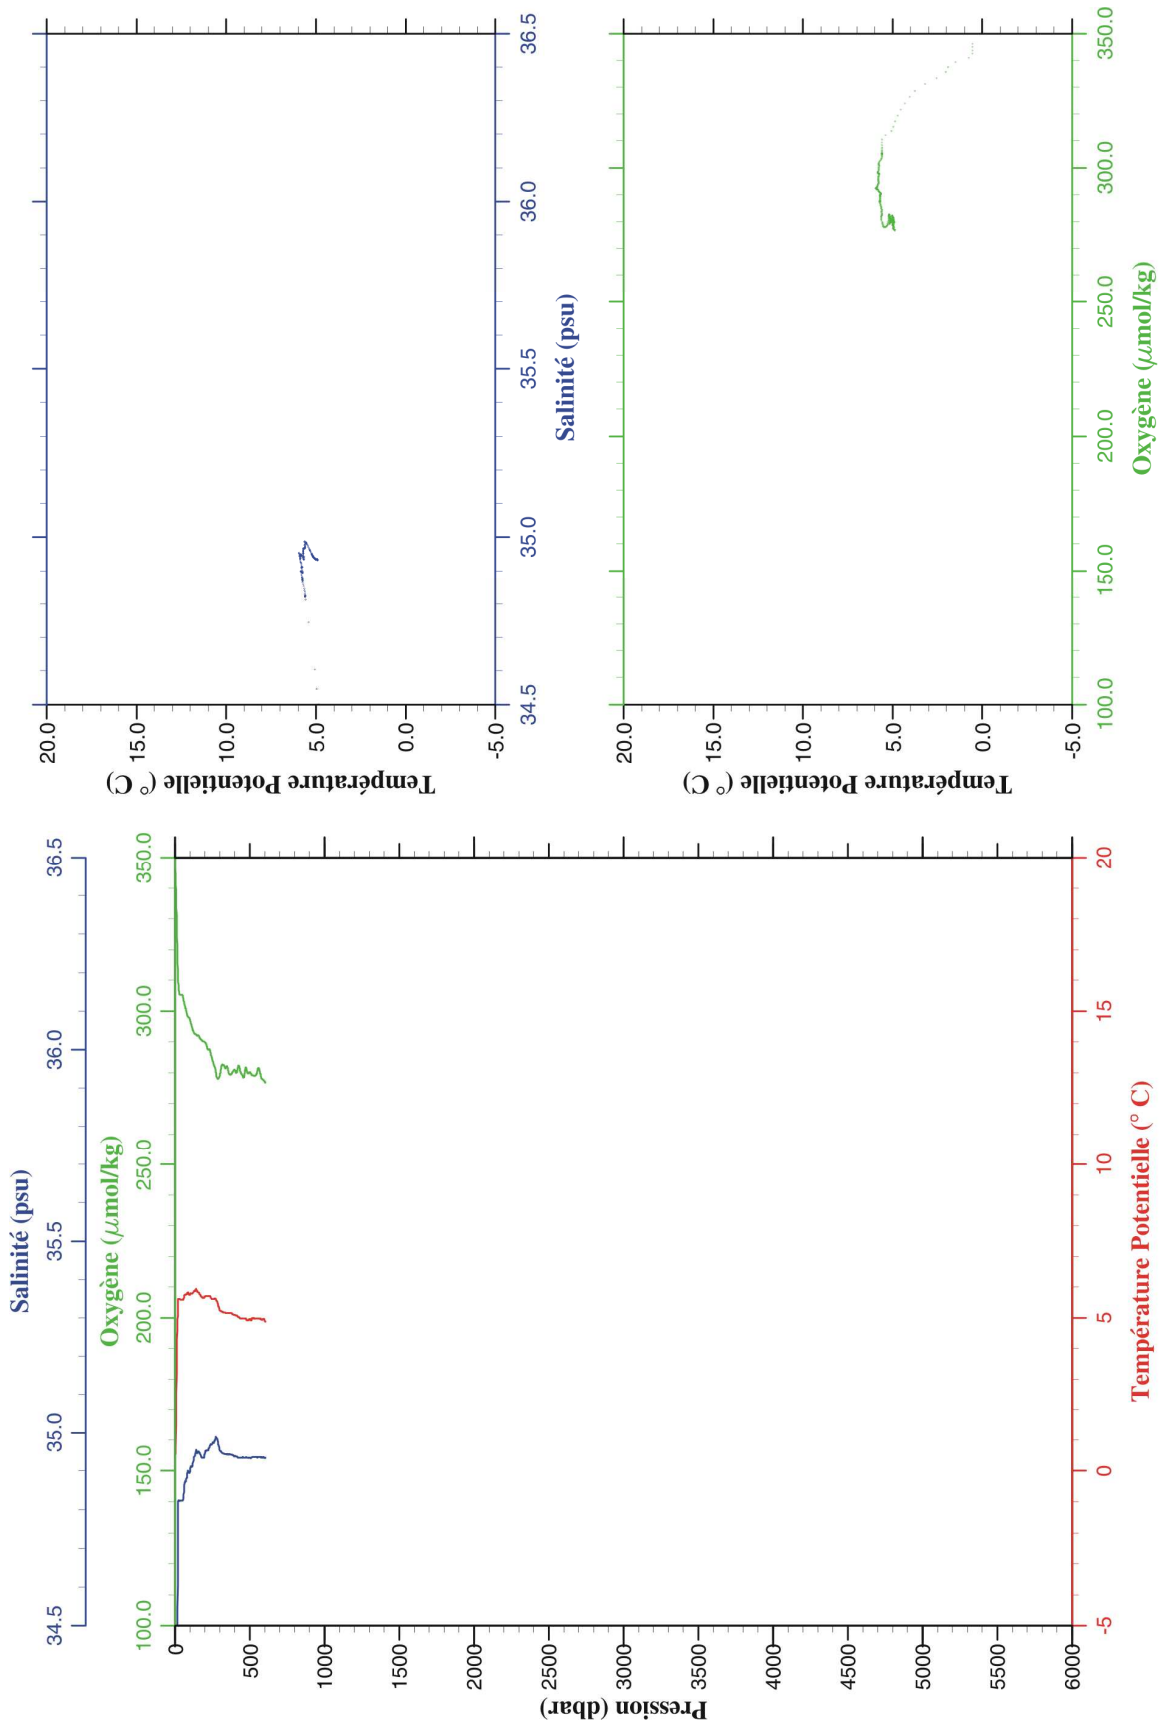 Salinité (psu)
34.5 35.0 35.5 36.0 36.5
Oxygène (μmol/kg)
100.0 150.0 200.0 250.0 300.0 350.0
Pression (dbar)
0
500
1000
1500
2000
2500
3000
3500
4000
4500
5000
5500
6000
-5 0 5 10 15 20
Température Potentielle (° C)
Température Potentielle (° C)
20.0
15.0
10.0
5.0
0.0
-5.0
34.5 35.0 35.5 36.0 36.5
Salinité (psu)
Température Potentielle (° C)
20.0
15.0
10.0
5.0
0.0
-5.0
100.0 150.0 200.0 250.0 300.0 350.0
Oxygène (μmol/kg)